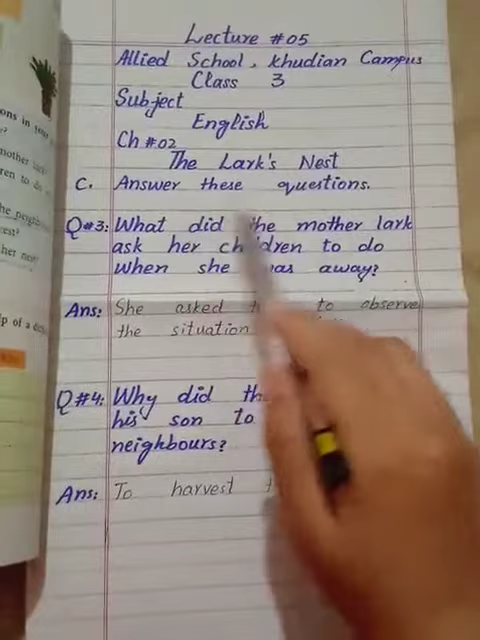 Lecture #05
Allied School, Khudian Campus
Class 3
Subject
English
Ch #02
The Lark's Nest
C. Answer these questions.
Q#3: What did the mother lark
ask her children to do
when she was away?
Ans: She asked to observe
the situation
Q#4: Why did
his son to
neighbours?
Ans: To harvest